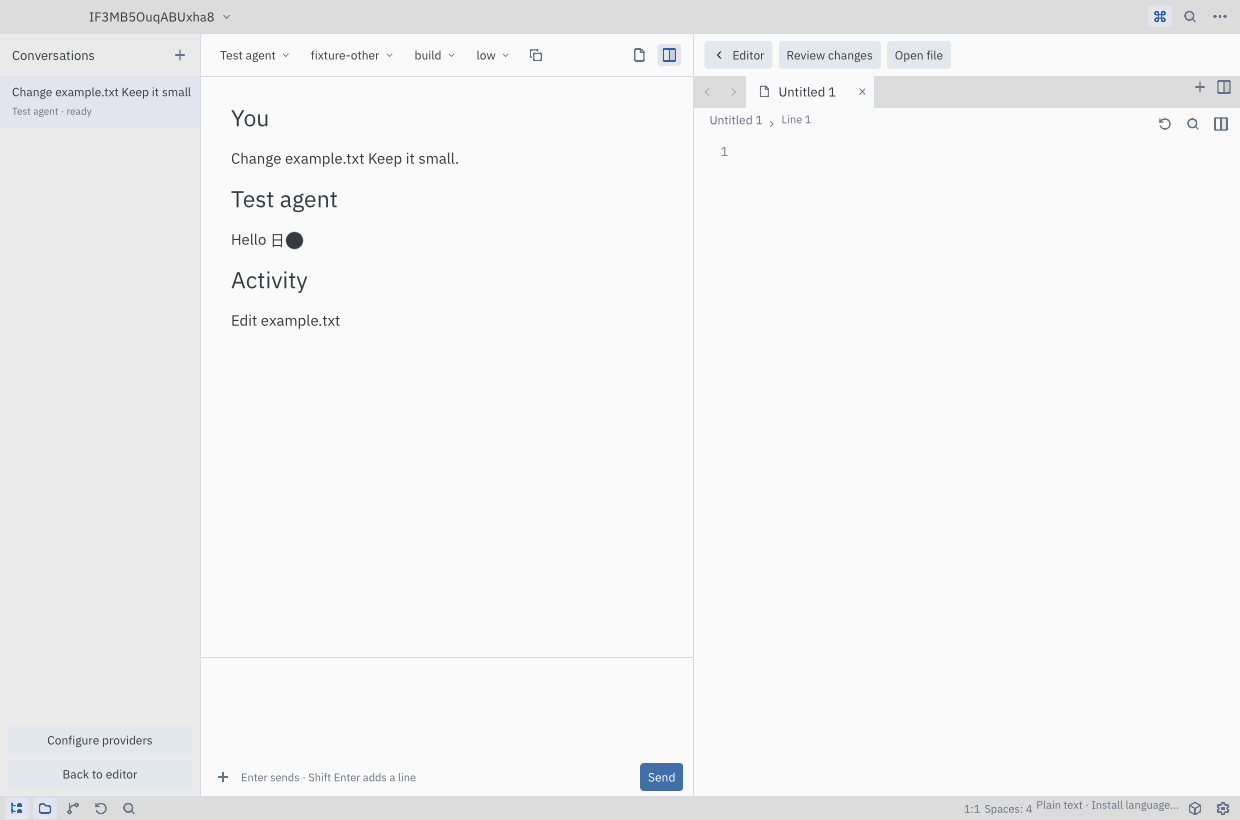 IF3MB5OuqABUxha8
Conversations
Change example.txt Keep it small
Test agent · ready
Configure providers
Back to editor
Test agent fixture-other build low
You
Change example.txt Keep it small.
Test agent
Hello 日
Activity
Edit example.txt
Enter sends · Shift Enter adds a line
Send
Editor Review changes Open file
Untitled 1
Untitled 1 › Line 1
1
1:1 Spaces: 4 Plain text · Install language...